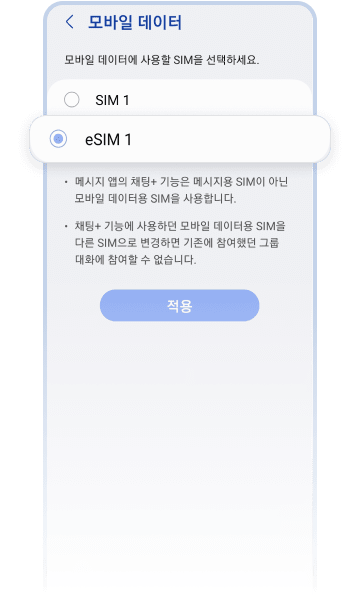 모바일 데이터
모바일 데이터에 사용할 SIM을 선택하세요.
SIM 1
eSIM 1
• 메시지 앱의 채팅+ 기능은 메시지용 SIM이 아닌
모바일 데이터용 SIM을 사용합니다.
• 채팅+ 기능에 사용하던 모바일 데이터용 SIM을
다른 SIM으로 변경하면 기존에 참여했던 그룹
대화에 참여할 수 없습니다.
적용